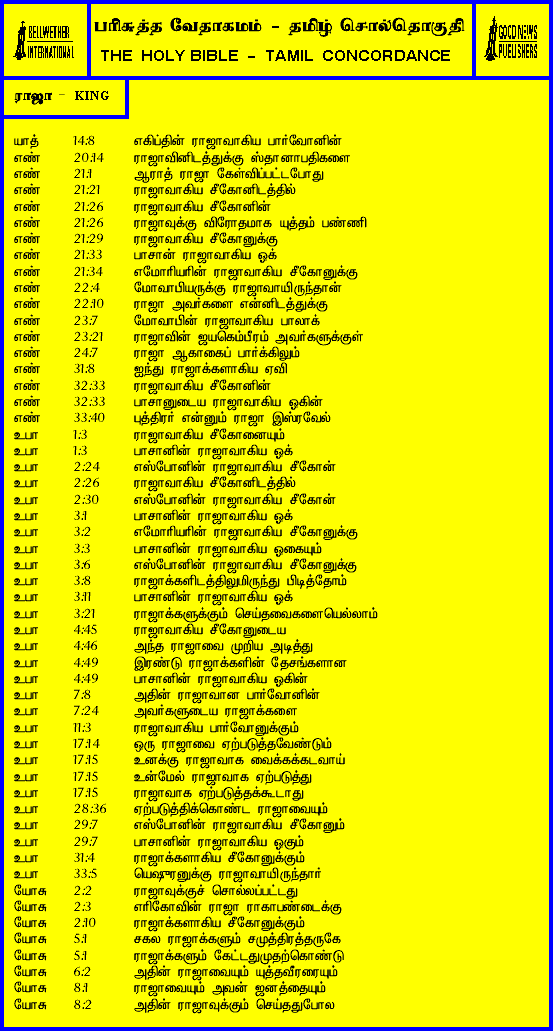 BELLWETHER
INTERNATIONAL
பரிசுத்த வேதாகமம் - தமிழ் சொல்தொகுதி
THE HOLY BIBLE - TAMIL CONCORDANCE
GOOD NEWS
PUBLISHERS
ராஜா - KING
யாத் 14:8 எகிப்தின் ராஜாவாகிய பார்வோனின்
எண் 20:14 ராஜாவினிடத்துக்கு ஸ்தானாபதிகளை
எண் 21:1 ஆராத் ராஜா கேள்விப்பட்டபோது
எண் 21:21 ராஜாவாகிய சீகோனிடத்தில்
எண் 21:26 ராஜாவாகிய சீகோனின்
எண் 21:26 ராஜாவுக்கு விரோதமாக யுத்தம் பண்ணி
எண் 21:29 ராஜாவாகிய சீகோனுக்கு
எண் 21:33 பாசான் ராஜாவாகிய ஓக்
எண் 21:34 எமோரியரின் ராஜாவாகிய சீகோனுக்கு
எண் 22:4 மோவாபியருக்கு ராஜாவாயிருந்தான்
எண் 22:10 ராஜா அவர்களை என்னிடத்துக்கு
எண் 23:7 மோவாபின் ராஜாவாகிய பாலாக்
எண் 23:21 ராஜாவின் ஜயகெம்பீரம் அவர்களுக்குள்
எண் 24:7 ராஜா ஆகாகைப் பார்க்கிலும்
எண் 31:8 ஐந்து ராஜாக்களாகிய ஏவி
எண் 32:33 ராஜாவாகிய சீகோனின்
எண் 32:33 பாசானுடைய ராஜாவாகிய ஓகின்
எண் 33:40 புத்திரர் என்னும் ராஜா இஸ்ரவேல்
உபா 1:3 ராஜாவாகிய சீகோனையும்
உபா 1:3 பாசானின் ராஜாவாகிய ஓக்
உபா 2:24 எஸ்போனின் ராஜாவாகிய சீகோன்
உபா 2:26 ராஜாவாகிய சீகோனிடத்தில்
உபா 2:30 எஸ்போனின் ராஜாவாகிய சீகோன்
உபா 3:1 பாசானின் ராஜாவாகிய ஓக்
உபா 3:2 எமோரியரின் ராஜாவாகிய சீகோனுக்கு
உபா 3:3 பாசானின் ராஜாவாகிய ஓகையும்
உபா 3:6 எஸ்போனின் ராஜாவாகிய சீகோனுக்கு
உபா 3:8 ராஜாக்களிடத்திலுமிருந்து பிடித்தோம்
உபா 3:11 பாசானின் ராஜாவாகிய ஓக்
உபா 3:21 ராஜாக்களுக்கும் செய்தவைகளையெல்லாம்
உபா 4:45 ராஜாவாகிய சீகோனுடைய
உபா 4:46 அந்த ராஜாவை முறிய அடித்து
உபா 4:49 இரண்டு ராஜாக்களின் தேசங்களான
உபா 4:49 பாசானின் ராஜாவாகிய ஓகின்
உபா 7:8 அதின் ராஜாவான பார்வோனின்
உபா 7:24 அவர்களுடைய ராஜாக்களை
உபா 11:3 ராஜாவாகிய பார்வோனுக்கும்
உபா 17:14 ஒரு ராஜாவை ஏற்படுத்தவேண்டும்
உபா 17:15 உனக்கு ராஜாவாக வைக்கக்கடவாய்
உபா 17:15 உன்மேல் ராஜாவாக ஏற்படுத்து
உபா 17:15 ராஜாவாக ஏற்படுத்தக்கூடாது
உபா 28:36 ஏற்படுத்திக்கொண்ட ராஜாவையும்
உபா 29:7 எஸ்போனின் ராஜாவாகிய சீகோனும்
உபா 29:7 பாசானின் ராஜாவாகிய ஓகும்
உபா 31:4 ராஜாக்களாகிய சீகோனுக்கும்
உபா 33:5 யெஷுரனுக்கு ராஜாவாயிருந்தார்
யோசு 2:2 ராஜாவுக்குச் சொல்லப்பட்டது
யோசு 2:3 எரிகோவின் ராஜா ராகாபண்டைக்கு
யோசு 2:10 ராஜாக்களாகிய சீகோனுக்கும்
யோசு 5:1 சகல ராஜாக்களும் சமுத்திரத்தருகே
யோசு 5:1 ராஜாக்களும் கேட்டதுமுதற்கொண்டு
யோசு 6:2 அதின் ராஜாவையும் யுத்தவீரரையும்
யோசு 8:1 ராஜாவையும் அவன் ஜனத்தையும்
யோசு 8:2 அதின் ராஜாவுக்கும் செய்ததுபோல